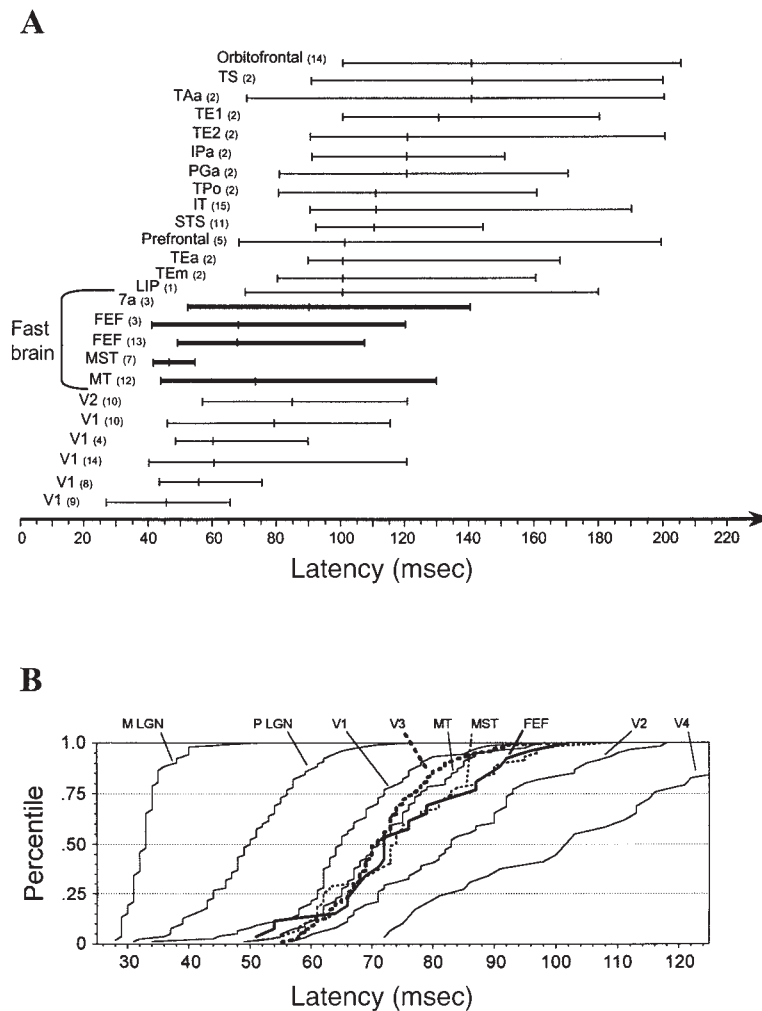 A
Orbitofrontal (14)
TS (2)
TAa (2)
TE1 (2)
TE2 (2)
IPa (2)
PGa (2)
TPo (2)
IT (15)
STS (11)
Prefrontal (5)
TEa (2)
TEm (2)
LIP (1)
7a (3)
FEF (3)
Fast
brain
FEF (13)
MST (7)
MT (12)
V2 (10)
V1 (10)
V1 (4)
V1 (14)
V1 (8)
V1 (9)
0 20 40 60 80 100 120 140 160 180 200 220
Latency (msec)
B
M LGN P LGN V1 V3 MT MST FEF V2 V4
1.0
.75
.50
.25
0
Percentile
30 40 50 60 70 80 90 100 110 120
Latency (msec)